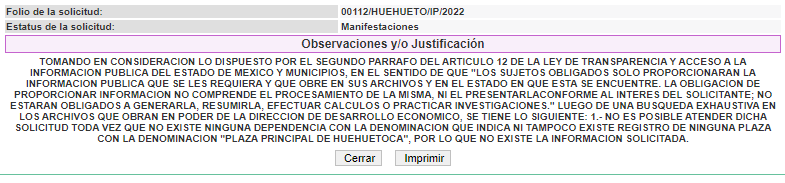 Folio de la solicitud: 00112/HUEHUETO/IP/2022
Estatus de la solicitud: Manifestaciones
Observaciones y/o Justificación
TOMANDO EN CONSIDERACION LO DISPUESTO POR EL SEGUNDO PARRAFO DEL ARTICULO 12 DE LA LEY DE TRANSPARENCIA Y ACCESO A LA
INFORMACION PUBLICA DEL ESTADO DE MEXICO Y MUNICIPIOS, EN EL SENTIDO DE QUE "LOS SUJETOS OBLIGADOS SOLO PROPORCIONARAN LA
INFORMACION PUBLICA QUE SE LES REQUIERA Y QUE OBRE EN SUS ARCHIVOS Y EN EL ESTADO EN QUE ESTA SE ENCUENTRE. LA OBLIGACION DE
PROPORCIONAR INFORMACION NO COMPRENDE EL PROCESAMIENTO DE LA MISMA, NI EL PRESENTARLACONFORME AL INTERES DEL SOLICITANTE; NO
ESTARAN OBLIGADOS A GENERARLA, RESUMIRLA, EFECTUAR CALCULOS O PRACTICAR INVESTIGACIONES." LUEGO DE UNA BUSQUEDA EXHAUSTIVA EN
LOS ARCHIVOS QUE OBRAN EN PODER DE LA DIRECCION DE DESARROLLO ECONOMICO, SE TIENE LO SIGUIENTE: 1.- NO ES POSIBLE ATENDER DICHA
SOLICITUD TODA VEZ QUE NO EXISTE NINGUNA DEPENDENCIA CON LA DENOMINACION QUE INDICA NI TAMPOCO EXISTE REGISTRO DE NINGUNA PLAZA
CON LA DENOMINACION "PLAZA PRINCIPAL DE HUEHUETOCA", POR LO QUE NO EXISTE LA INFORMACION SOLICITADA.
Cerrar Imprimir